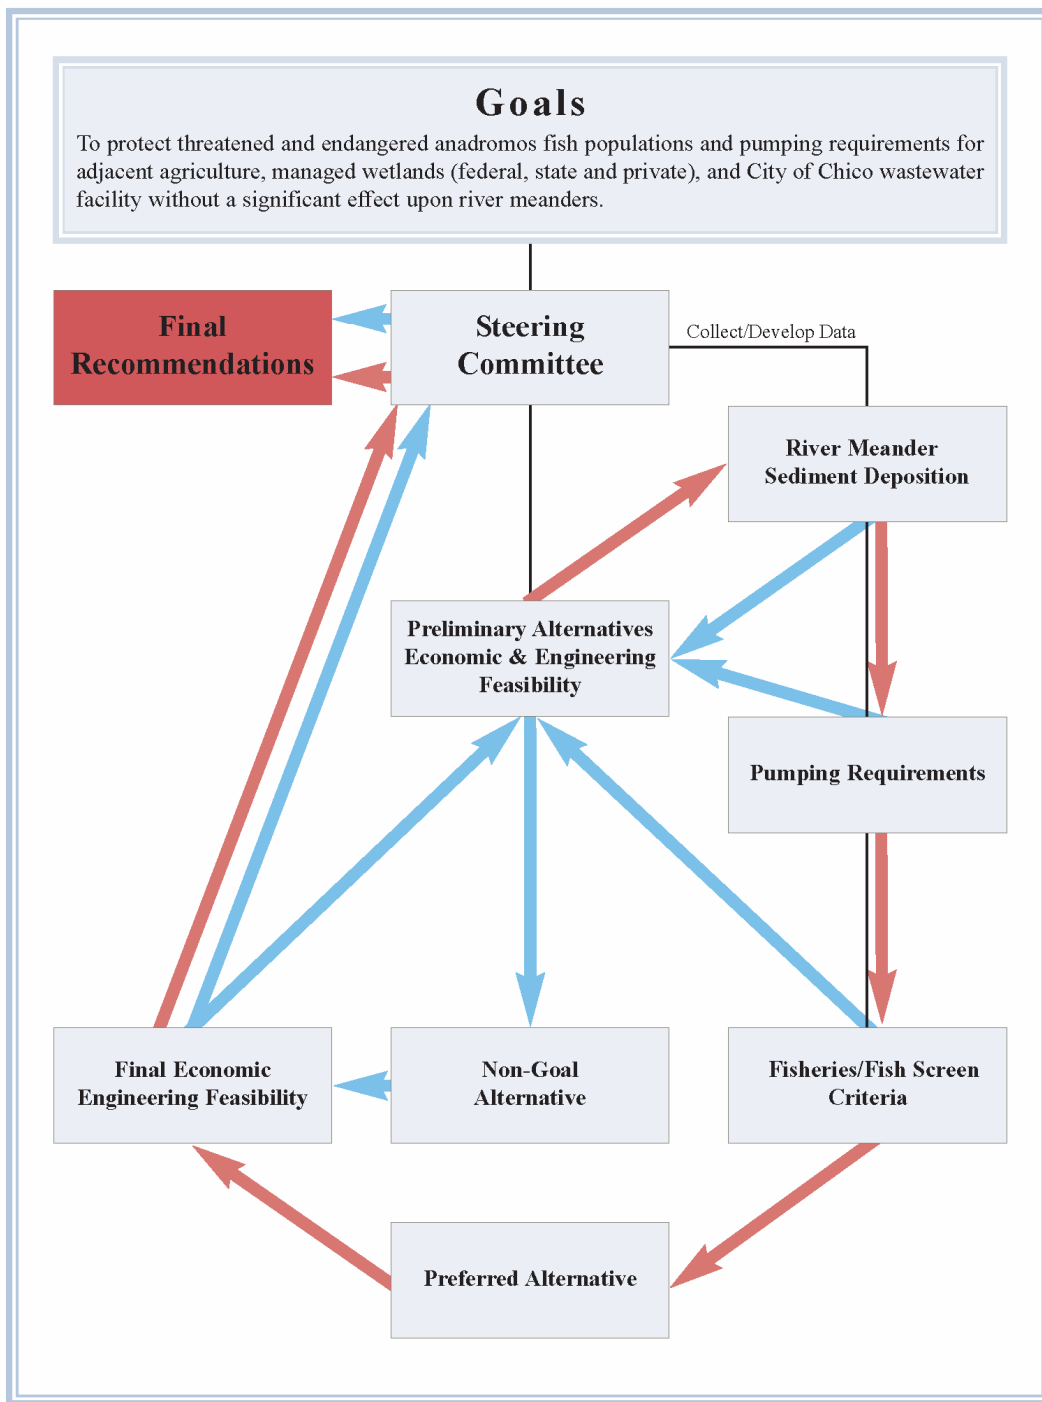 Goals
To protect threatened and endangered anadromos fish populations and pumping requirements for
adjacent agriculture, managed wetlands (federal, state and private), and City of Chico wastewater
facility without a significant effect upon river meanders.
Final
Recommendations
Steering
Committee
Collect/Develop Data
River Meander
Sediment Deposition
Preliminary Alternatives
Economic & Engineering
Feasibility
Pumping Requirements
Final Economic
Engineering Feasibility
Non-Goal
Alternative
Fisheries/Fish Screen
Criteria
Preferred Alternative